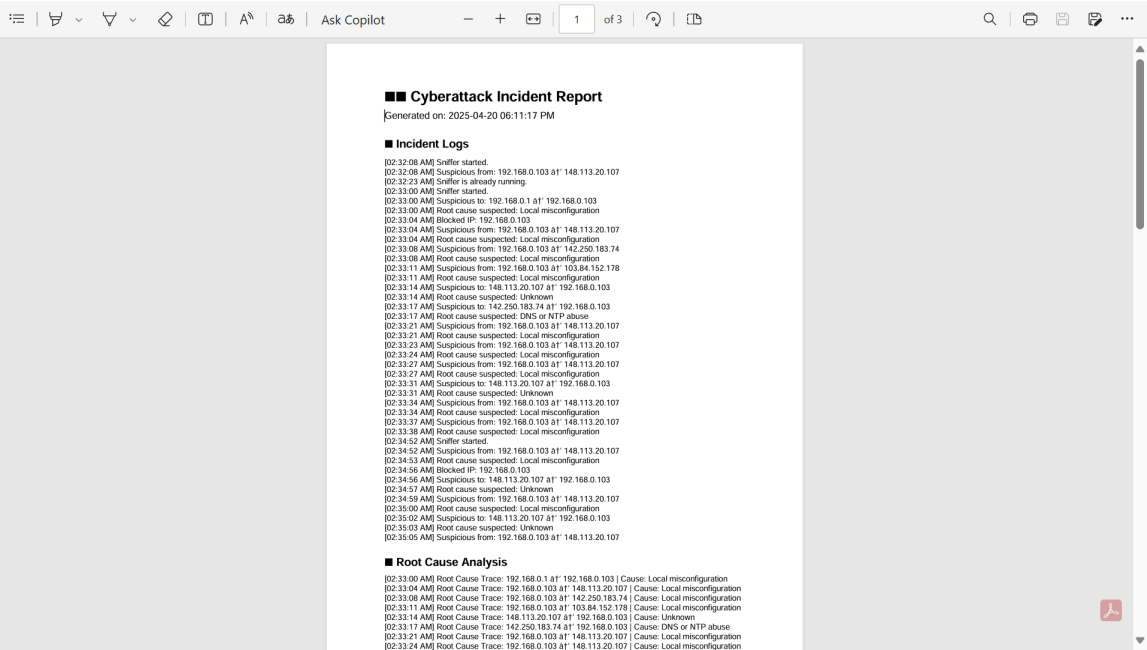 Ask Copilot
1 of 3
■■ Cyberattack Incident Report
Generated on: 2025-04-20 06:11:17 PM
■ Incident Logs
[02:32:08 AM] Sniffer started.
[02:32:08 AM] Suspicious from: 192.168.0.103 â†’ 148.113.20.107
[02:32:23 AM] Sniffer is already running.
[02:33:00 AM] Sniffer started.
[02:33:00 AM] Suspicious to: 192.168.0.1 â†’ 192.168.0.103
[02:33:00 AM] Root cause suspected: Local misconfiguration
[02:33:04 AM] Blocked IP: 192.168.0.103
[02:33:04 AM] Suspicious from: 192.168.0.103 â†’ 148.113.20.107
[02:33:04 AM] Root cause suspected: Local misconfiguration
[02:33:08 AM] Suspicious from: 192.168.0.103 â†’ 142.250.183.74
[02:33:08 AM] Root cause suspected: Local misconfiguration
[02:33:11 AM] Suspicious from: 192.168.0.103 â†’ 103.84.152.178
[02:33:11 AM] Root cause suspected: Local misconfiguration
[02:33:14 AM] Suspicious to: 148.113.20.107 â†’ 192.168.0.103
[02:33:14 AM] Root cause suspected: Unknown
[02:33:17 AM] Suspicious to: 142.250.183.74 â†’ 192.168.0.103
[02:33:17 AM] Root cause suspected: DNS or NTP abuse
[02:33:21 AM] Suspicious from: 192.168.0.103 â†’ 148.113.20.107
[02:33:21 AM] Root cause suspected: Local misconfiguration
[02:33:23 AM] Suspicious from: 192.168.0.103 â†’ 148.113.20.107
[02:33:24 AM] Root cause suspected: Local misconfiguration
[02:33:27 AM] Suspicious from: 192.168.0.103 â†’ 148.113.20.107
[02:33:27 AM] Root cause suspected: Local misconfiguration
[02:33:31 AM] Suspicious to: 148.113.20.107 â†’ 192.168.0.103
[02:33:31 AM] Root cause suspected: Unknown
[02:33:34 AM] Suspicious from: 192.168.0.103 â†’ 148.113.20.107
[02:33:34 AM] Root cause suspected: Local misconfiguration
[02:33:37 AM] Suspicious from: 192.168.0.103 â†’ 148.113.20.107
[02:33:38 AM] Root cause suspected: Local misconfiguration
[02:34:52 AM] Sniffer started.
[02:34:52 AM] Suspicious from: 192.168.0.103 â†’ 148.113.20.107
[02:34:53 AM] Root cause suspected: Local misconfiguration
[02:34:56 AM] Blocked IP: 192.168.0.103
[02:34:56 AM] Suspicious to: 148.113.20.107 â†’ 192.168.0.103
[02:34:57 AM] Root cause suspected: Unknown
[02:34:59 AM] Suspicious from: 192.168.0.103 â†’ 148.113.20.107
[02:35:00 AM] Root cause suspected: Local misconfiguration
[02:35:02 AM] Suspicious to: 148.113.20.107 â†’ 192.168.0.103
[02:35:03 AM] Root cause suspected: Unknown
[02:35:05 AM] Suspicious from: 192.168.0.103 â†’ 148.113.20.107
■ Root Cause Analysis
[02:33:00 AM] Root Cause Trace: 192.168.0.1 â†’ 192.168.0.103 | Cause: Local misconfiguration
[02:33:04 AM] Root Cause Trace: 192.168.0.103 â†’ 148.113.20.107 | Cause: Local misconfiguration
[02:33:08 AM] Root Cause Trace: 192.168.0.103 â†’ 142.250.183.74 | Cause: Local misconfiguration
[02:33:11 AM] Root Cause Trace: 192.168.0.103 â†’ 103.84.152.178 | Cause: Local misconfiguration
[02:33:14 AM] Root Cause Trace: 148.113.20.107 â†’ 192.168.0.103 | Cause: Unknown
[02:33:17 AM] Root Cause Trace: 142.250.183.74 â†’ 192.168.0.103 | Cause: DNS or NTP abuse
[02:33:21 AM] Root Cause Trace: 192.168.0.103 â†’ 148.113.20.107 | Cause: Local misconfiguration
[02:33:24 AM] Root Cause Trace: 192.168.0.103 â†’ 148.113.20.107 | Cause: Local misconfiguration